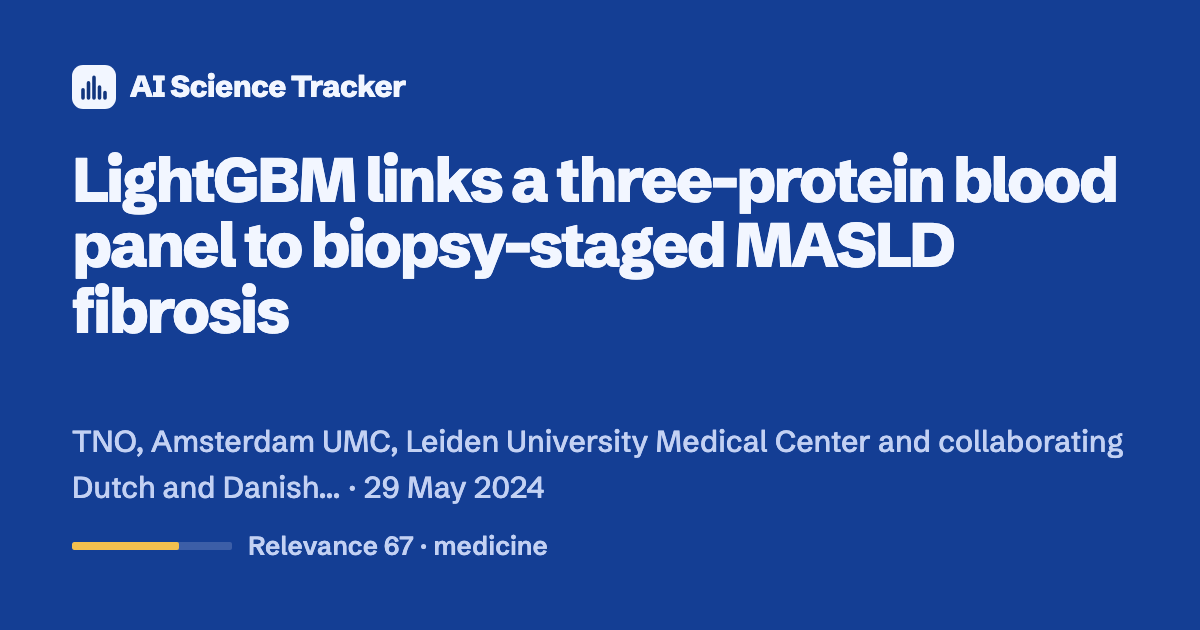 AI Science Tracker
LightGBM links a three-protein blood
panel to biopsy-staged MASLD
fibrosis
TNO, Amsterdam UMC, Leiden University Medical Center and collaborating
Dutch and Danish... · 29 May 2024
Relevance 67 · medicine